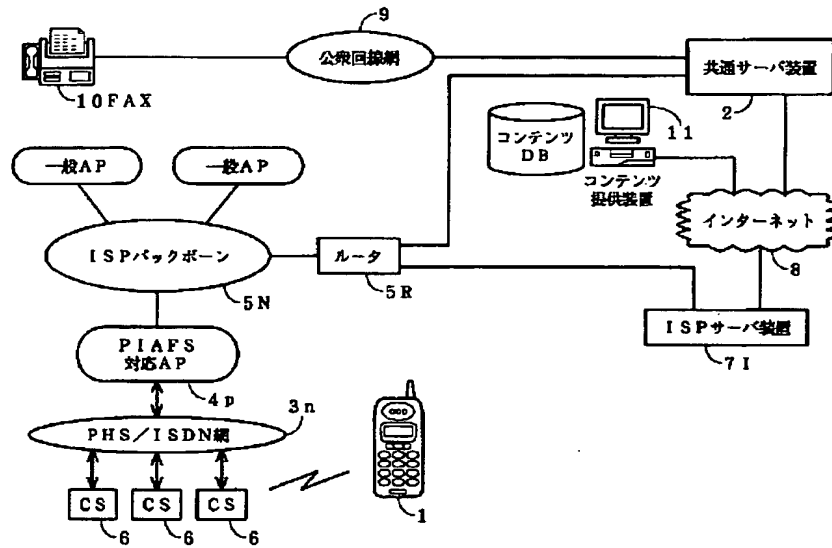 9
公衆回線網
共通サーバ装置
2
10FAX
11
コンテンツ
DB
コンテンツ
提供装置
一般AP
一般AP
インターネット
8
ISPバックボーン
5N
ルータ
5R
ISPサーバ装置
7I
PIAFS
対応AP
4p
3n
PHS/ISDN網
CS
CS
CS
6
6
6
1